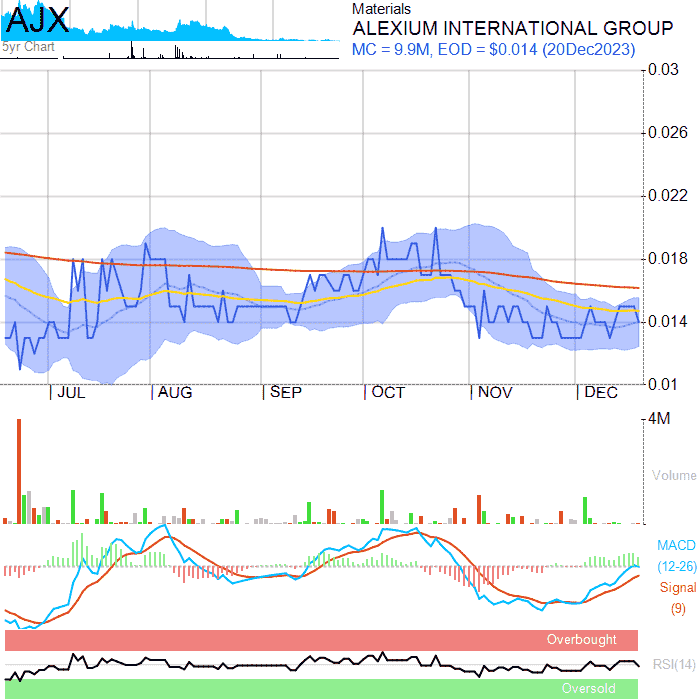 AJX
5yr Chart
Materials
ALEXIUM INTERNATIONAL GROUP
MC = 9.9M, EOD = $0.014 (20Dec2023)
0.03
0.026
0.022
0.018
0.014
0.01
JUL AUG SEP OCT NOV DEC
4M
Volume
MACD
(12-26)
Signal
(9)
Overbought
RSI(14)
Oversold